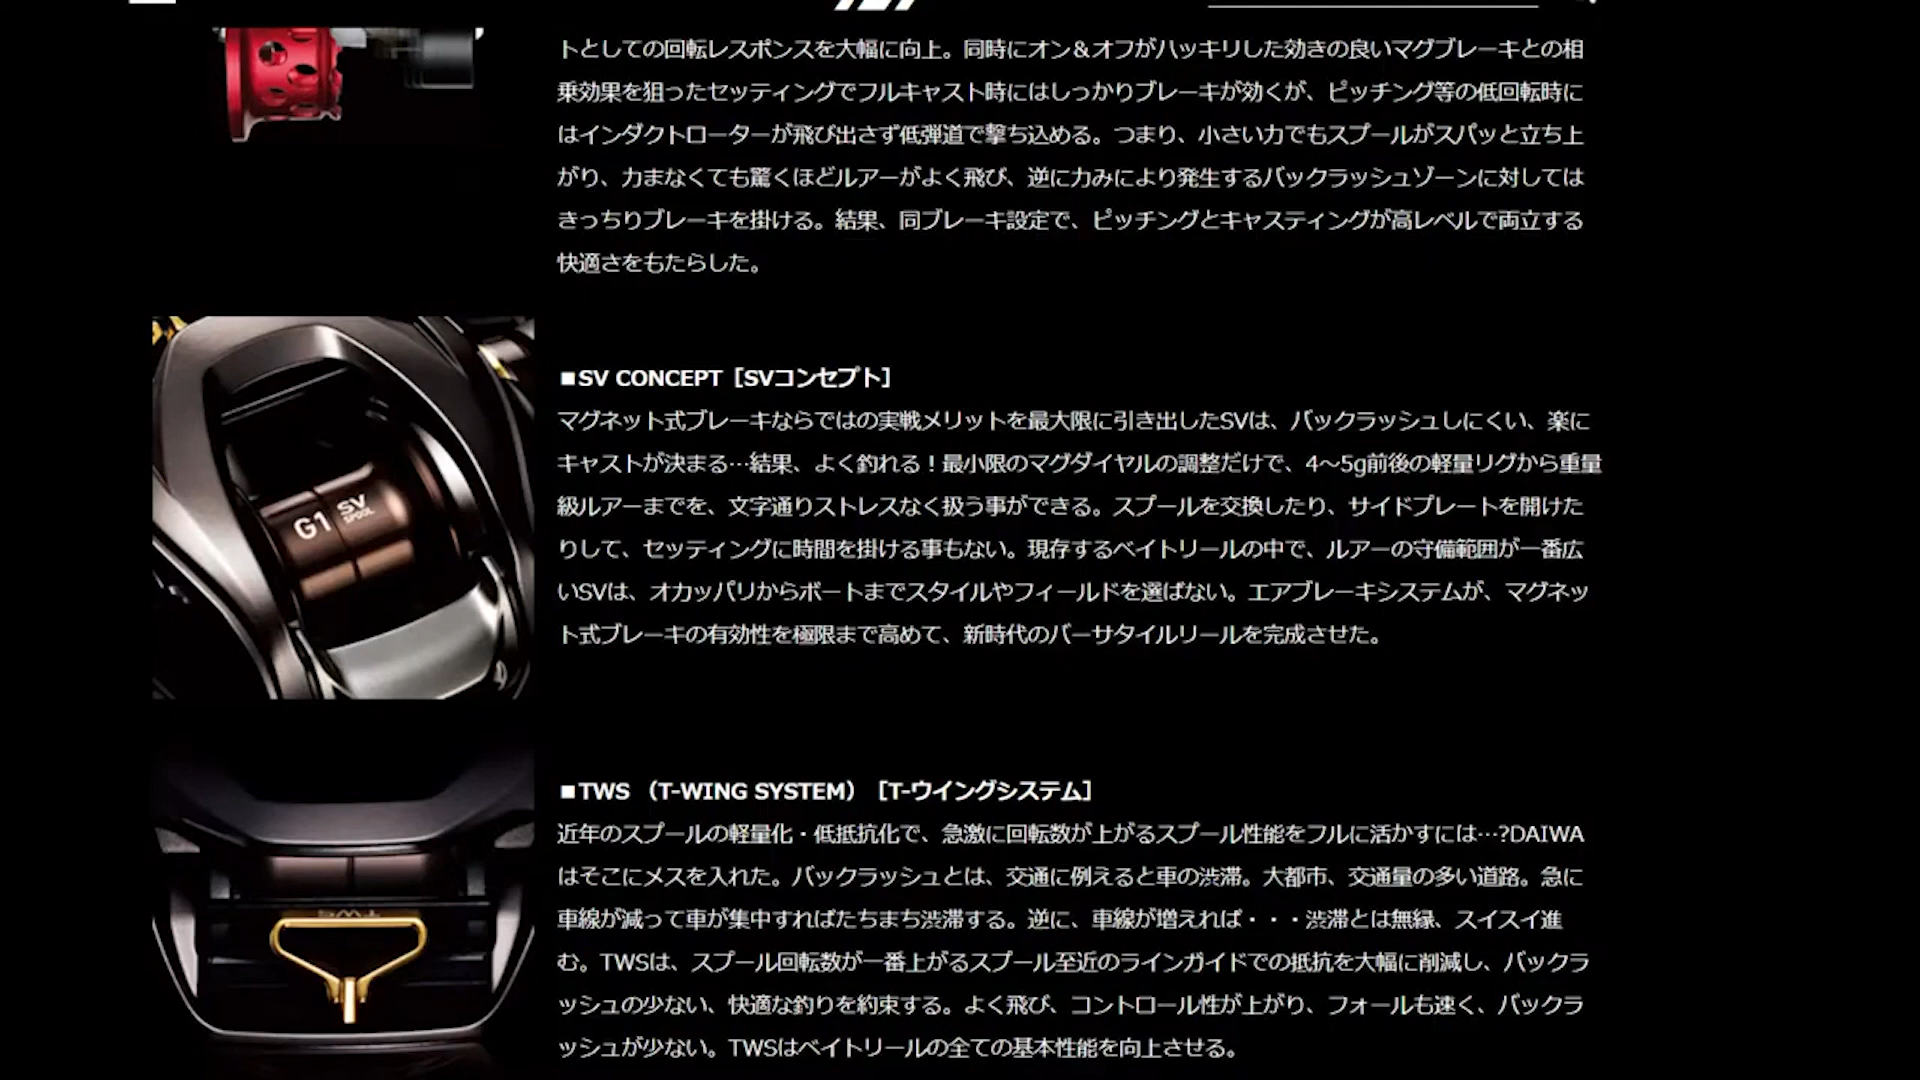 トとしての回転レスポンスを大幅に向上。同時にオン＆オフがハッキリした効きの良いマグブレーキとの相
乗効果を狙ったセッティングでフルキャスト時にはしっかりブレーキが効くが、ピッチング等の低回転時に
はインダクトローターが飛び出さず低弾道で撃ち込める。つまり、小さい力でもスプールがスパッと立ち上
がり、力まなくても驚くほどルアーがよく飛び、逆に力みにより発生するバックラッシュゾーンに対しては
きっちりブレーキを掛ける。結果、同ブレーキ設定で、ピッチングとキャスティングが高レベルで両立する
快適さをもたらした。
G1 SV
SPOOL
■SV CONCEPT［SVコンセプト］
マグネット式ブレーキならではの実戦メリットを最大限に引き出したSVは、バックラッシュしにくい、楽に
キャストが決まる…結果、よく釣れる！最小限のマグダイヤルの調整だけで、4～5g前後の軽量リグから重量
級ルアーまでを、文字通りストレスなく扱う事ができる。スプールを交換したり、サイドプレートを開けた
りして、セッティングに時間を掛ける事もない。現存するベイトリールの中で、ルアーの守備範囲が一番広
いSVは、オカッパリからボートまでスタイルやフィールドを選ばない。エアブレーキシステムが、マグネッ
ト式ブレーキの有効性を極限まで高めて、新時代のバーサタイルリールを完成させた。
■TWS （T-WING SYSTEM）［T-ウイングシステム］
近年のスプールの軽量化・低抵抗化で、急激に回転数が上がるスプール性能をフルに活かすには…?DAIWA
はそこにメスを入れた。バックラッシュとは、交通に例えると車の渋滞。大都市、交通量の多い道路。急に
車線が減って車が集中すればたちまち渋滞する。逆に、車線が増えれば・・・渋滞とは無縁、スイスイ進
む。TWSは、スプール回転数が一番上がるスプール至近のラインガイドでの抵抗を大幅に削減し、バックラ
ッシュの少ない、快適な釣りを約束する。よく飛び、コントロール性が上がり、フォールも速く、バックラ
ッシュが少ない。TWSはベイトリールの全ての基本性能を向上させる。